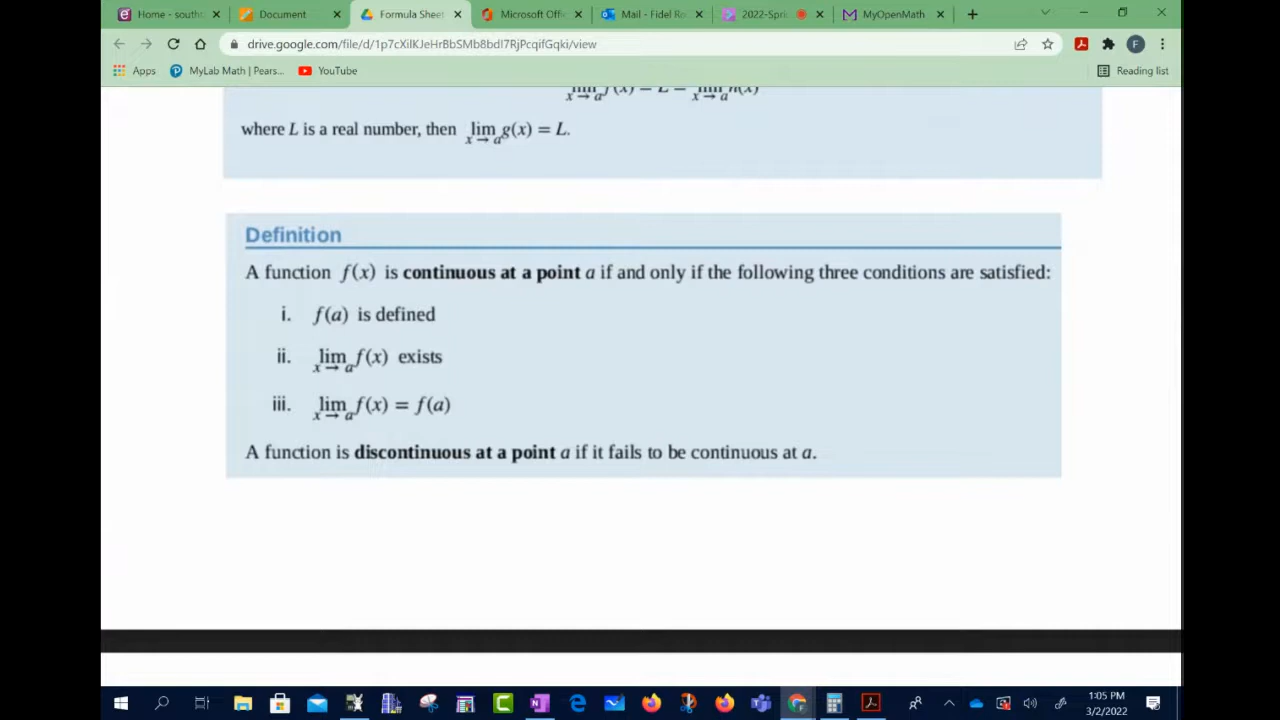 Home - southt
Document
Formula Sheet
Microsoft Offi
Mail - Fidel Ro
2022-Spri
MyOpenMath
drive.google.com/file/d/1p7cXilKJeHrBbSMb8bdI7RjPcqifGqki/view
F
Apps
MyLab Math | Pears...
YouTube
Reading list
where L is a real number, then lim x→a g(x) = L.
Definition
A function f(x) is continuous at a point a if and only if the following three conditions are satisfied:
i. f(a) is defined
ii. lim x→a f(x) exists
iii. lim x→a f(x) = f(a)
A function is discontinuous at a point a if it fails to be continuous at a.
1:05 PM
3/2/2022